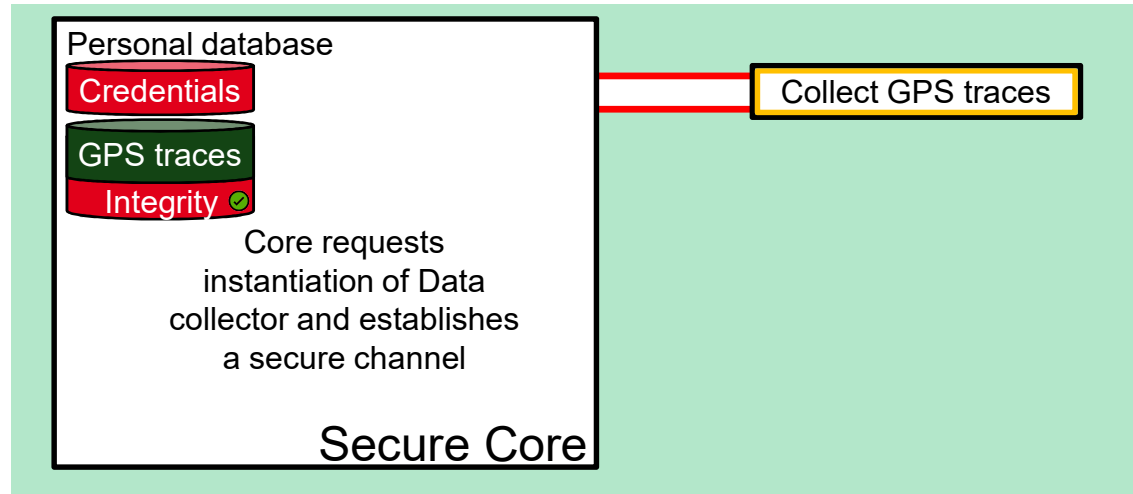 Personal database
Credentials
GPS traces
Integrity
Core requests
instantiation of Data
collector and establishes
a secure channel
Secure Core
Collect GPS traces